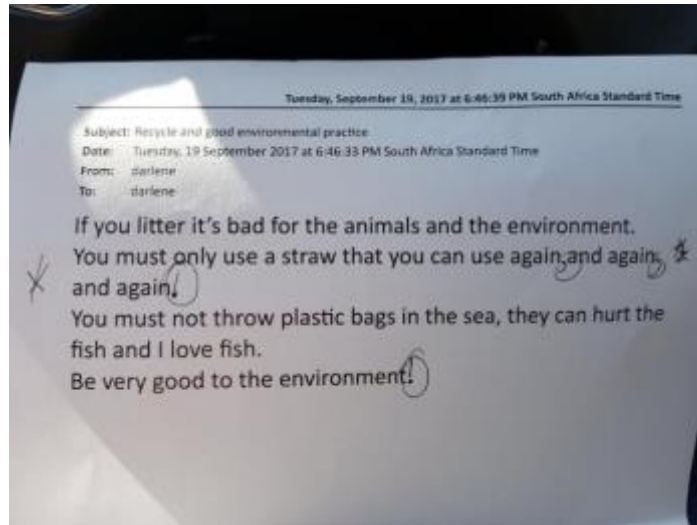 Tuesday, September 19, 2017 at 6:46:39 PM South Africa Standard Time
Subject: Recycle and good environmental practice
Date: Tuesday, 19 September 2017 at 6:46:33 PM South Africa Standard Time
From: darlene
To: darlene
If you litter it's bad for the animals and the environment.
You must only use a straw that you can use again,and again,
and again!
You must not throw plastic bags in the sea, they can hurt the
fish and I love fish.
Be very good to the environment!